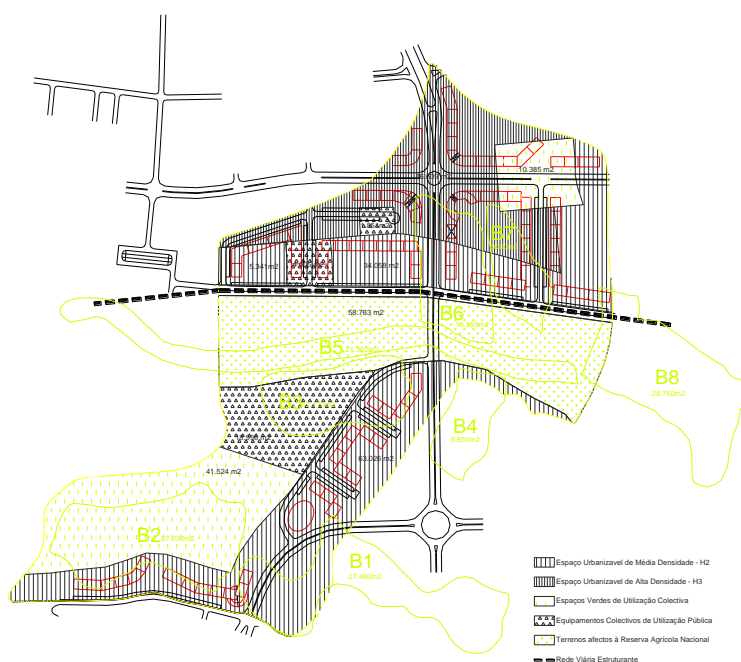 10.385 m2
B7
5.341 m2
34.058 m2
58.763 m2
B6
B5
B8
28.750m2
B3
B4
41.524 m2
63.026 m2
B2
B1
27.480m2
Espaço Urbanizavel de Média Densidade - H2
Espaço Urbanizavel de Alta Densidade - H3
Espaços Verdes de Utilização Colectiva
Equipamentos Colectivos de Utilização Pública
Terrenos afectos à Reserva Agrícola Nacional
Rede Viária Estruturante